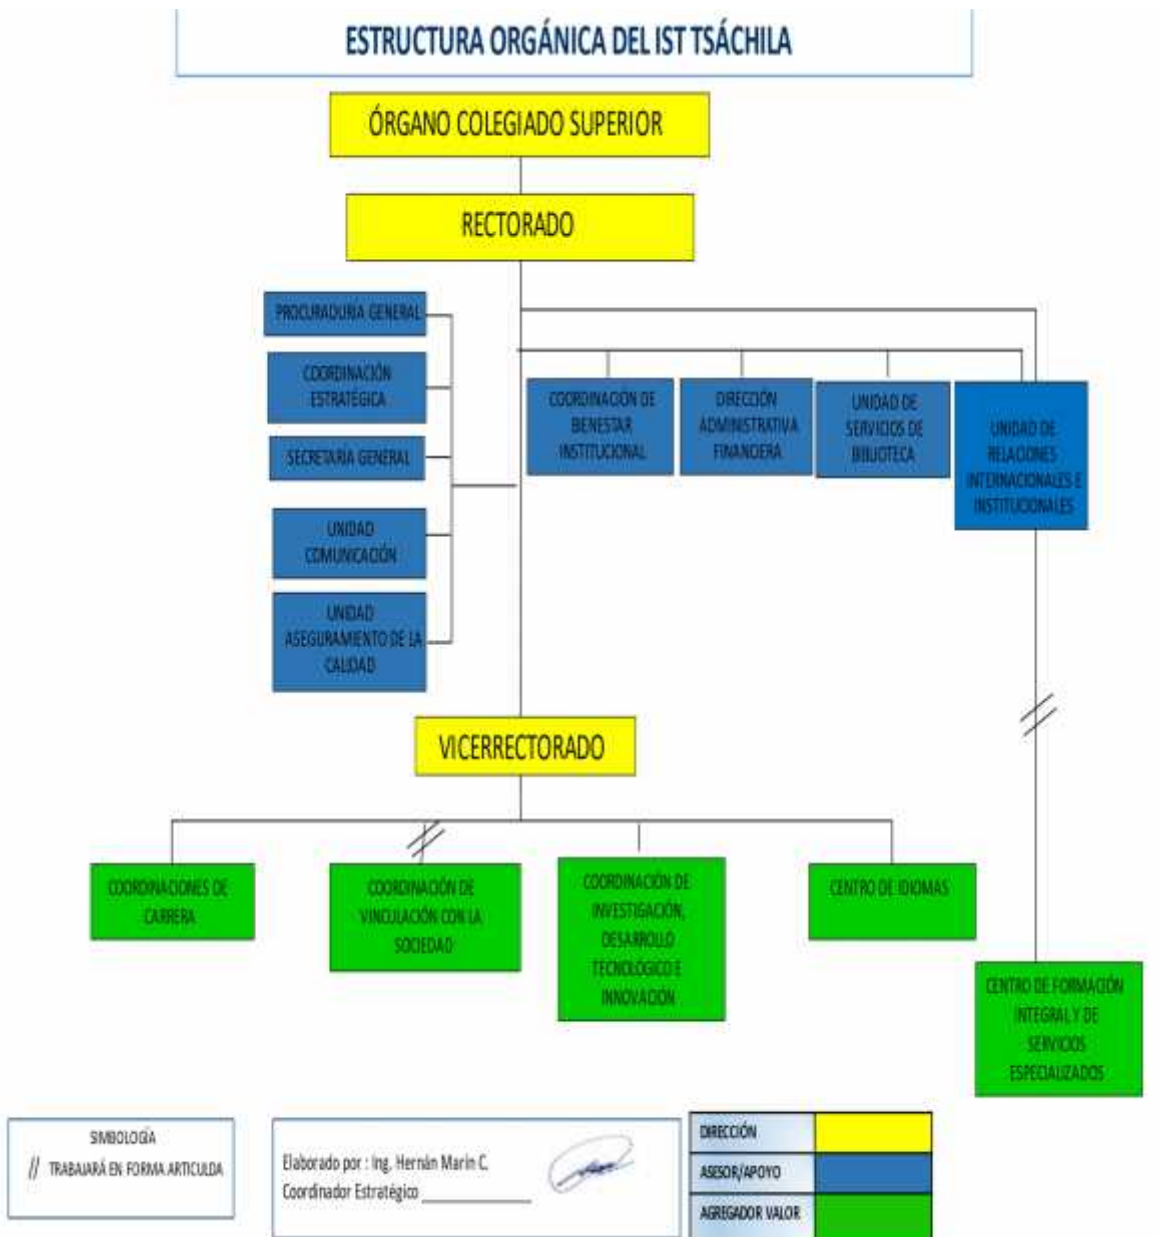 ESTRUCTURA ORGÁNICA DEL IST TSÁCHILA
ÓRGANO COLEGIADO SUPERIOR
RECTORADO
PROCURADURÍA GENERAL
COORDINACIÓN
ESTRATÉGICA
SECRETARÍA GENERAL
UNIDAD
COMUNICACIÓN
UNIDAD
ASEGURAMIENTO DE LA
CALIDAD
COORDINACIÓN DE
BIENESTAR
INSTITUCIONAL
DIRECCIÓN
ADMINISTRATIVA
FINANCIERA
UNIDAD DE
SERVICIOS DE
BIBLIOTECA
UNIDAD DE
RELACIONES
INTERNACIONALES E
INSTITUCIONALES
VICERRECTORADO
COORDINACIONES DE
CARRERA
COORDINACIÓN DE
VINCULACIÓN CON LA
SOCIEDAD
COORDINACIÓN DE
INVESTIGACIÓN,
DESARROLLO
TECNOLÓGICO E
INNOVACIÓN
CENTRO DE IDIOMAS
CENTRO DE FORMACIÓN
INTEGRAL Y DE
SERVICIOS
ESPECIALIZADOS
SIMBOLOGÍA
// TRABAJARÁ EN FORMA ARTICULDA
Elaborado por : Ing. Hernán Marín C.
Coordinador Estratégico
DIRECCIÓN
ASESOR/APOYO
AGREGADOR VALOR